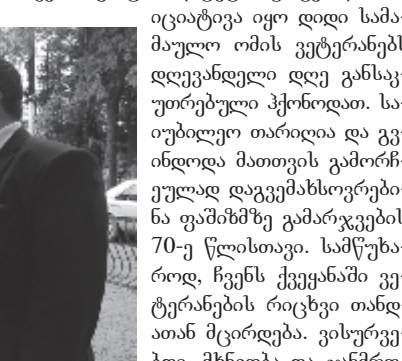 იციატივა იყო დიდი სამა-
მაულო ომის ვეტერანებს
დღევანდელი დღე განსაკ-
უთრებული ჰქონოდათ. სა-
იუბილეო თარიღია და გვ-
ინდოდა მათთვის გამორჩ-
ეულად დაგვემახსოვრები-
ნა ფაშიზმზე გამარჯვების
70-ე წლისთავი. სამწუხა-
როდ, ჩვენს ქვეყანაში ვე-
ტერანების რიცხვი თანდ-
ათან მცირდება. ვისურვე-